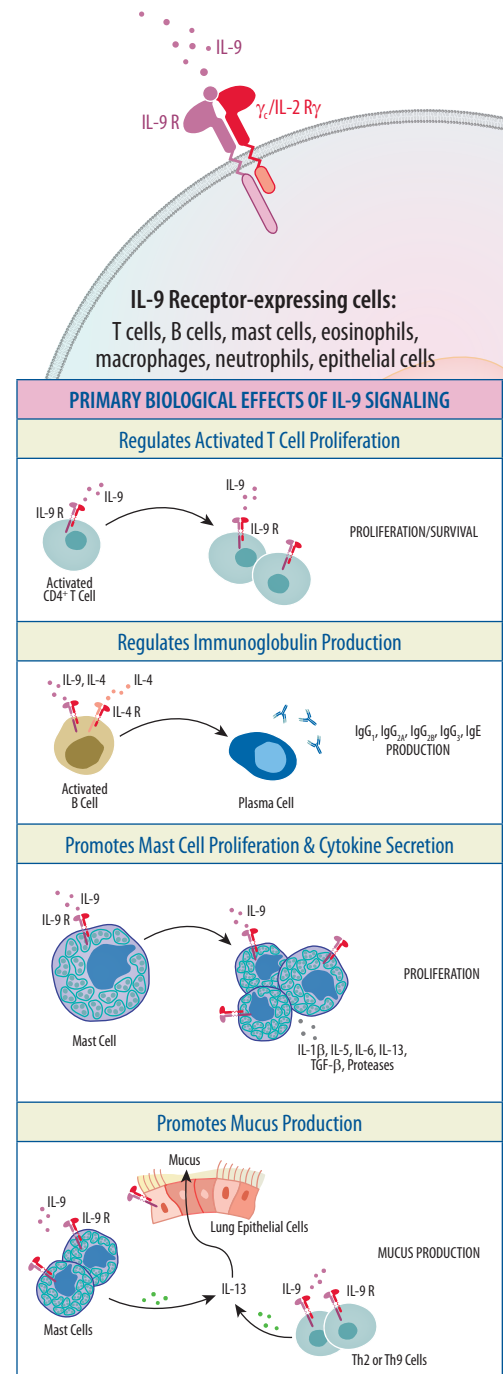 IL-9
IL-9 R
γc/IL-2 Rγ
IL-9 Receptor-expressing cells:
T cells, B cells, mast cells, eosinophils,
macrophages, neutrophils, epithelial cells
PRIMARY BIOLOGICAL EFFECTS OF IL-9 SIGNALING
Regulates Activated T Cell Proliferation
IL-9
IL-9 R
Activated
CD4⁺ T Cell
IL-9
IL-9 R
PROLIFERATION/SURVIVAL
Regulates Immunoglobulin Production
IL-9, IL-4
IL-4
IL-4 R
Activated
B Cell
Plasma Cell
IgG₁, IgG₂A, IgG₂B, IgG₃, IgE
PRODUCTION
Promotes Mast Cell Proliferation & Cytokine Secretion
IL-9
IL-9 R
Mast Cell
IL-9
PROLIFERATION
IL-1β, IL-5, IL-6, IL-13,
TGF-β, Proteases
Promotes Mucus Production
Mucus
IL-9
IL-9 R
Lung Epithelial Cells
MUCUS PRODUCTION
Mast Cells
IL-13
IL-9
IL-9 R
Th2 or Th9 Cells